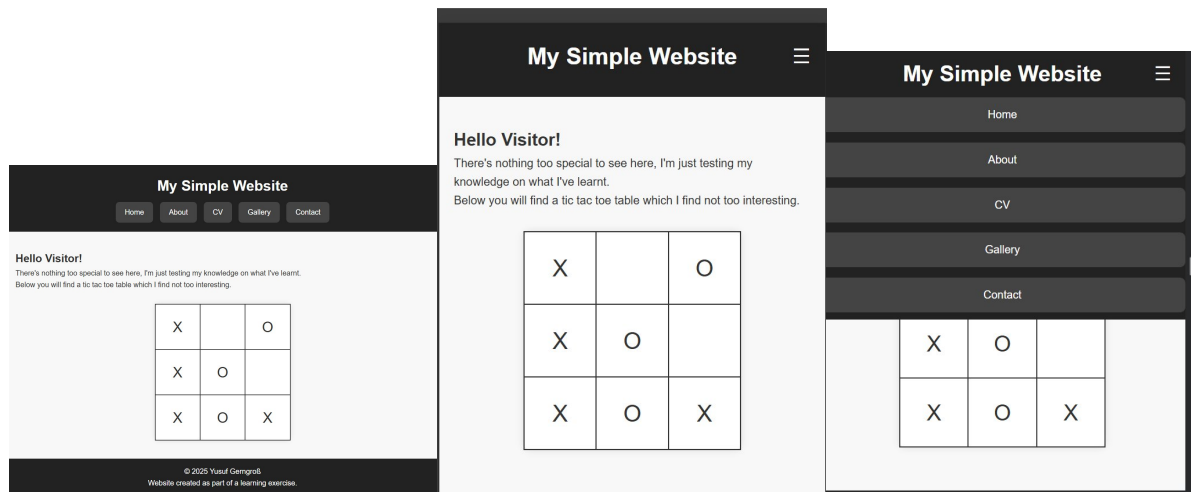 My Simple Website
Home About CV Gallery Contact
Hello Visitor!
There's nothing too special to see here, I'm just testing my knowledge on what I've learnt.
Below you will find a tic tac toe table which I find not too interesting.
X O
X O
X O X
© 2025 Yusuf Gemgroß
Website created as part of a learning exercise.
My Simple Website ☰
Hello Visitor!
There's nothing too special to see here, I'm just testing my
knowledge on what I've learnt.
Below you will find a tic tac toe table which I find not too interesting.
X O
X O
X O X
My Simple Website ☰
Home
About
CV
Gallery
Contact
X O
X O X